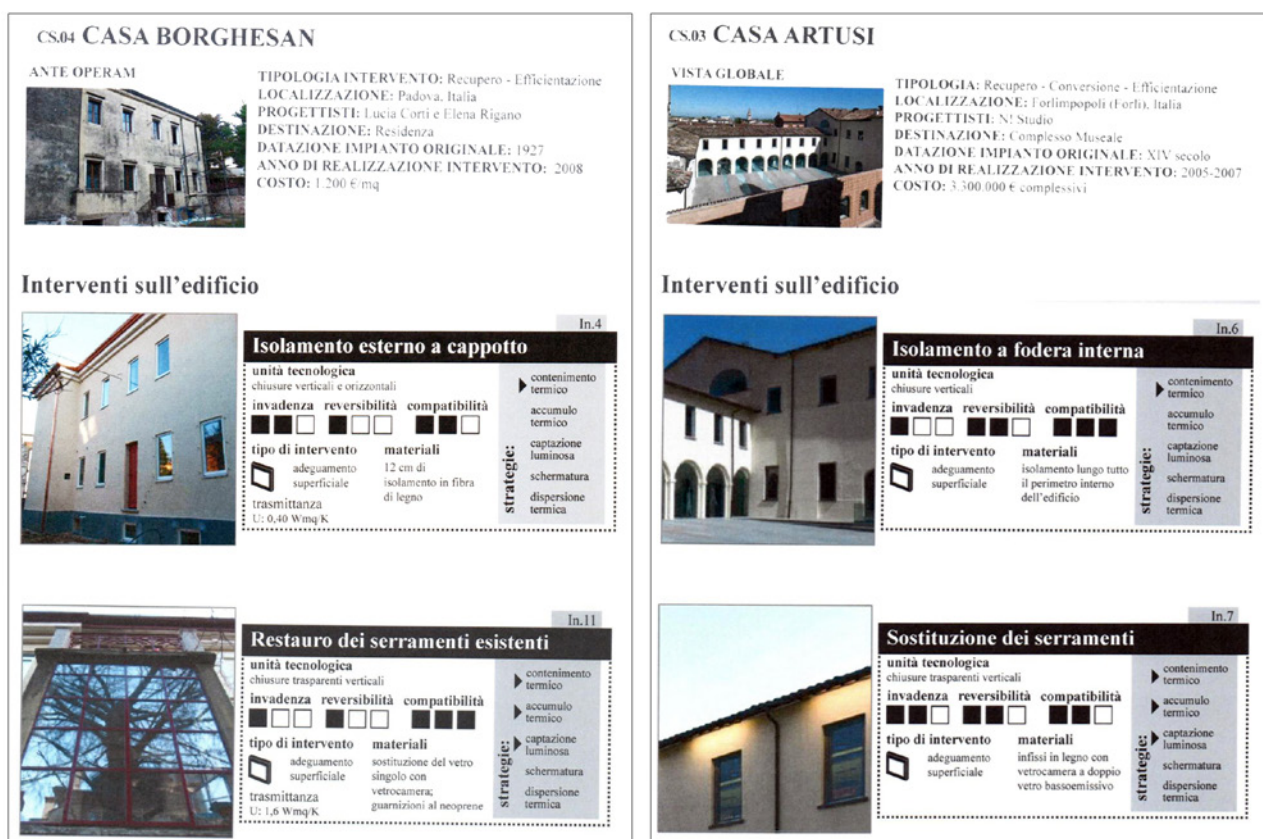 CS.04 CASA BORGHESAN
ANTE OPERAM
TIPOLOGIA INTERVENTO: Recupero - Efficientazione
LOCALIZZAZIONE: Padova, Italia
PROGETTISTI: Lucia Corti e Elena Rigano
DESTINAZIONE: Residenza
DATAZIONE IMPIANTO ORIGINALE: 1927
ANNO DI REALIZZAZIONE INTERVENTO: 2008
COSTO: 1.200 €/mq
Interventi sull'edificio
In.4
Isolamento esterno a cappotto
unità tecnologica
chiusure verticali e orizzontali
invadenza reversibilità compatibilità
tipo di intervento
adeguamento
superficiale
trasmittanza
U: 0,40 Wmq/K
materiali
12 cm di
isolamento in fibra
di legno
strategie:
contenimento
termico
accumulo
termico
captazione
luminosa
schermatura
dispersione
termica
In.11
Restauro dei serramenti esistenti
unità tecnologica
chiusure trasparenti verticali
invadenza reversibilità compatibilità
tipo di intervento
adeguamento
superficiale
trasmittanza
U: 1,6 Wmq/K
materiali
sostituzione del vetro
singolo con
vetrocamera;
guarnizioni al neoprene
strategie:
contenimento
termico
accumulo
termico
captazione
luminosa
schermatura
dispersione
termica
CS.03 CASA ARTUSI
VISTA GLOBALE
TIPOLOGIA: Recupero - Conversione - Efficientazione
LOCALIZZAZIONE: Forlimpopoli (Forlì), Italia
PROGETTISTI: N! Studio
DESTINAZIONE: Complesso Museale
DATAZIONE IMPIANTO ORIGINALE: XIV secolo
ANNO DI REALIZZAZIONE INTERVENTO: 2005-2007
COSTO: 3.300.000 € complessivi
Interventi sull'edificio
In.6
Isolamento a fodera interna
unità tecnologica
chiusure verticali
invadenza reversibilità compatibilità
tipo di intervento
adeguamento
superficiale
materiali
isolamento lungo tutto
il perimetro interno
dell'edificio
strategie:
contenimento
termico
accumulo
termico
captazione
luminosa
schermatura
dispersione
termica
In.7
Sostituzione dei serramenti
unità tecnologica
chiusure trasparenti verticali
invadenza reversibilità compatibilità
tipo di intervento
adeguamento
superficiale
materiali
infissi in legno con
vetrocamera a doppio
vetro bassoemissivo
strategie:
contenimento
termico
accumulo
termico
captazione
luminosa
schermatura
dispersione
termica